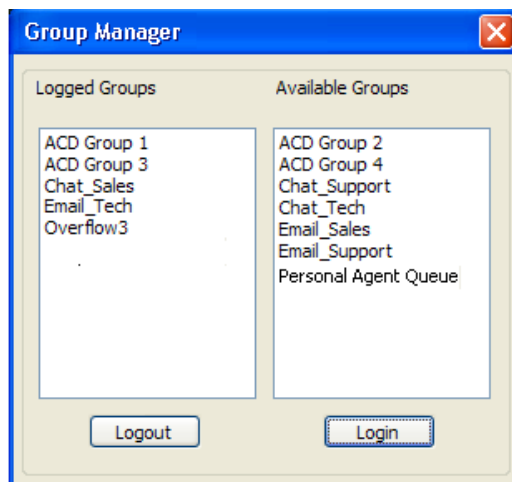 Group Manager
Logged Groups
Available Groups
ACD Group 1
ACD Group 3
Chat_Sales
Email_Tech
Overflow3
ACD Group 2
ACD Group 4
Chat_Support
Chat_Tech
Email_Sales
Email_Support
Personal Agent Queue
Logout
Login